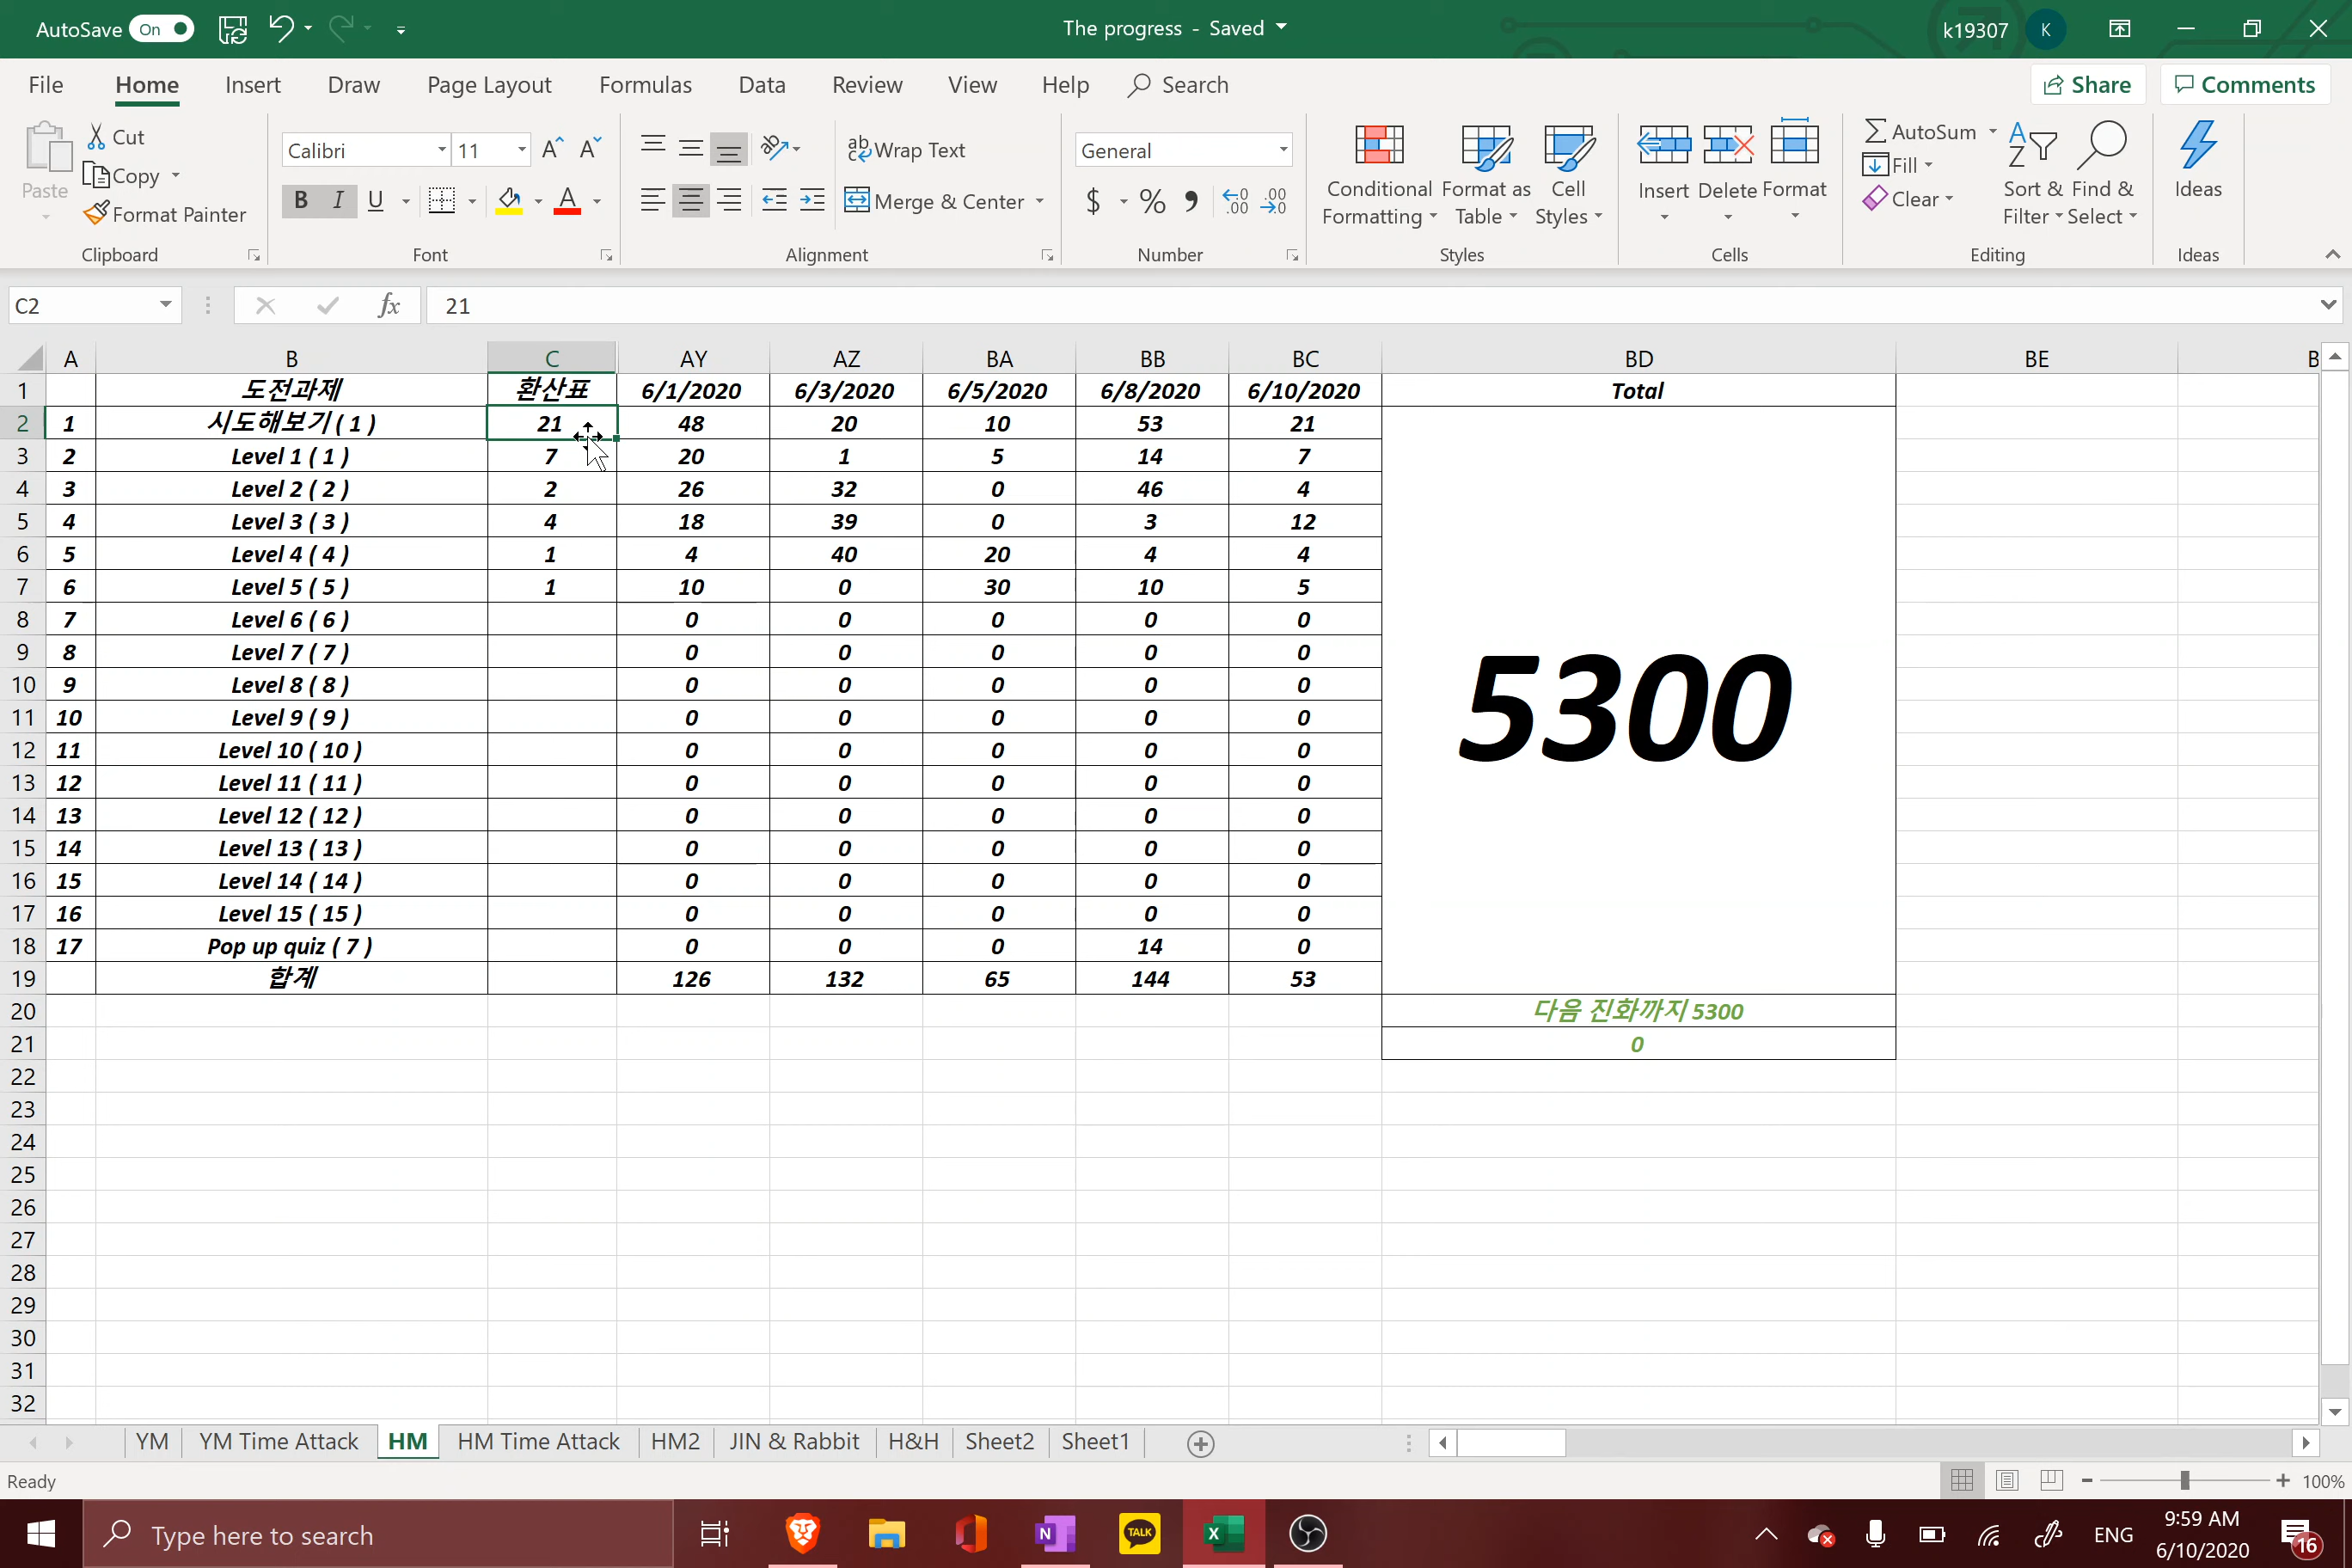 AutoSave On The progress - Saved k19307 K
File Home Insert Draw Page Layout Formulas Data Review View Help Search Share Comments
Paste Cut Copy Format Painter Clipboard
Calibri 11 B I U A Font
Wrap Text Merge & Center Alignment
General $ % Number
Conditional Formatting Format as Table Cell Styles Styles
Insert Delete Format Cells
AutoSum Fill Clear Sort & Filter Find & Select Editing
Ideas Ideas
C2 fx 21
A B C AY AZ BA BB BC BD BE B
1 도전과제 환산표 6/1/2020 6/3/2020 6/5/2020 6/8/2020 6/10/2020 Total
2 1 시도해보기 ( 1 ) 21 48 20 10 53 21
3 2 Level 1 ( 1 ) 7 20 1 5 14 7
4 3 Level 2 ( 2 ) 2 26 32 0 46 4
5 4 Level 3 ( 3 ) 4 18 39 0 3 12
6 5 Level 4 ( 4 ) 1 4 40 20 4 4
7 6 Level 5 ( 5 ) 1 10 0 30 10 5
8 7 Level 6 ( 6 ) 0 0 0 0 0
9 8 Level 7 ( 7 ) 0 0 0 0 0
10 9 Level 8 ( 8 ) 0 0 0 0 0
5300
11 10 Level 9 ( 9 ) 0 0 0 0 0
12 11 Level 10 ( 10 ) 0 0 0 0 0
13 12 Level 11 ( 11 ) 0 0 0 0 0
14 13 Level 12 ( 12 ) 0 0 0 0 0
15 14 Level 13 ( 13 ) 0 0 0 0 0
16 15 Level 14 ( 14 ) 0 0 0 0 0
17 16 Level 15 ( 15 ) 0 0 0 0 0
18 17 Pop up quiz ( 7 ) 0 0 0 14 0
19 합계 126 132 65 144 53
20 다음 진화까지 5300
21 0
22
23
24
25
26
27
28
29
30
31
32
YM YM Time Attack HM HM Time Attack HM2 JIN & Rabbit H&H Sheet2 Sheet1
Ready 100%
Type here to search N TALK X ENG 9:59 AM 16
6/10/2020